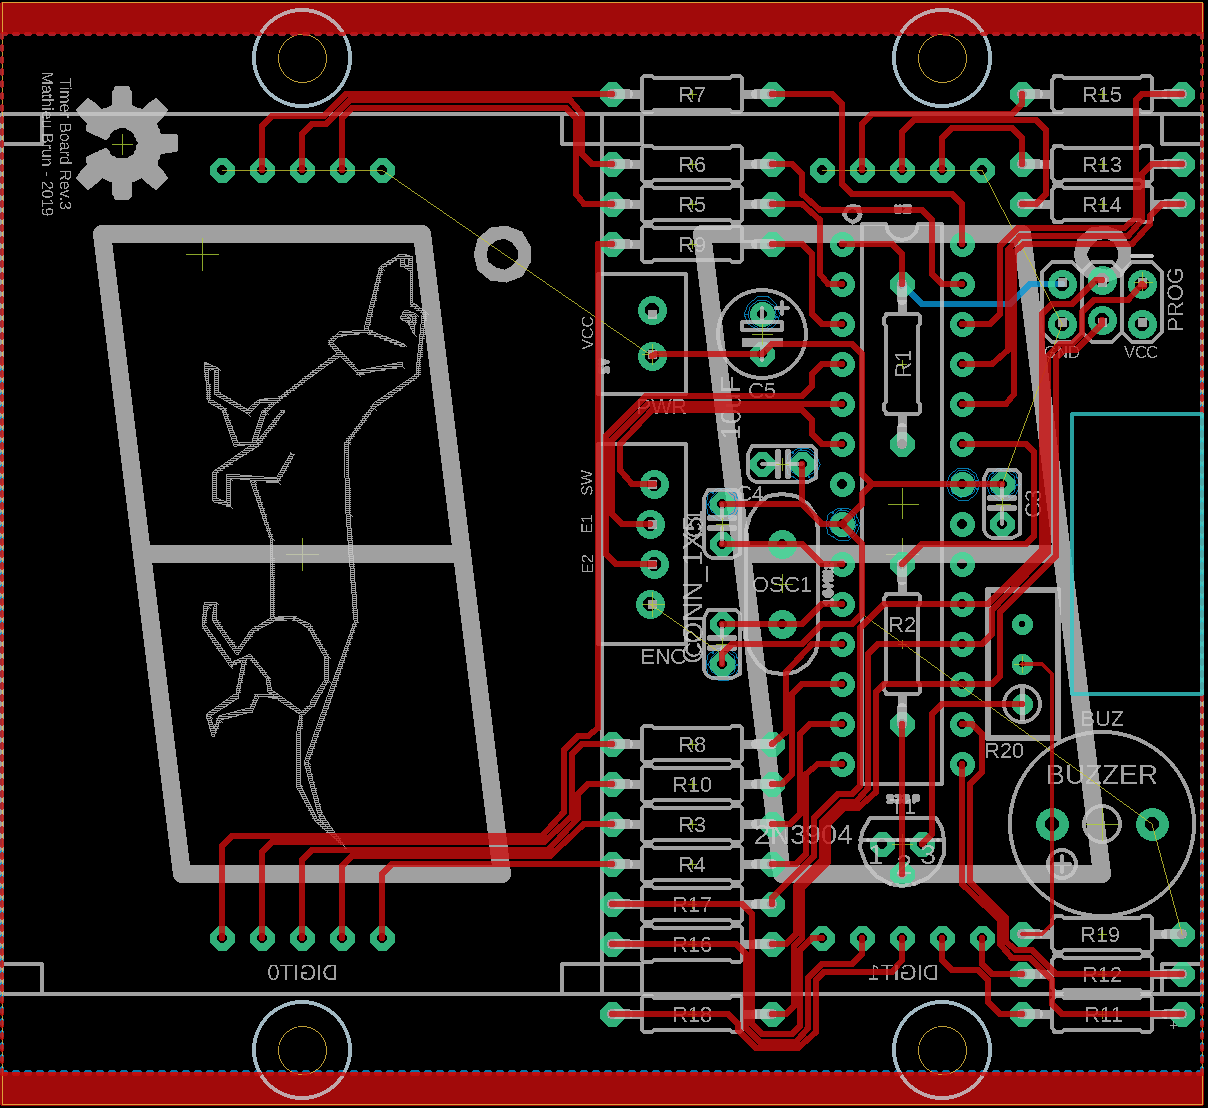 Timer Board Rev.3
Mathieu Brun - 2019
R7
R15
R6
R13
R5
R14
R9
PROG
GND
VCC
VCC
R1
C5
10uF
PWR
SW
E1
E2
C4
C3
CONN_1X5
OSC1
R2
ENC
R8
R10
R3
R4
R17
R16
R18
R20
BUZ
BUZZER
T1
2N3904
1
2
3
R19
R12
R11
DIGIT0
DIGIT1